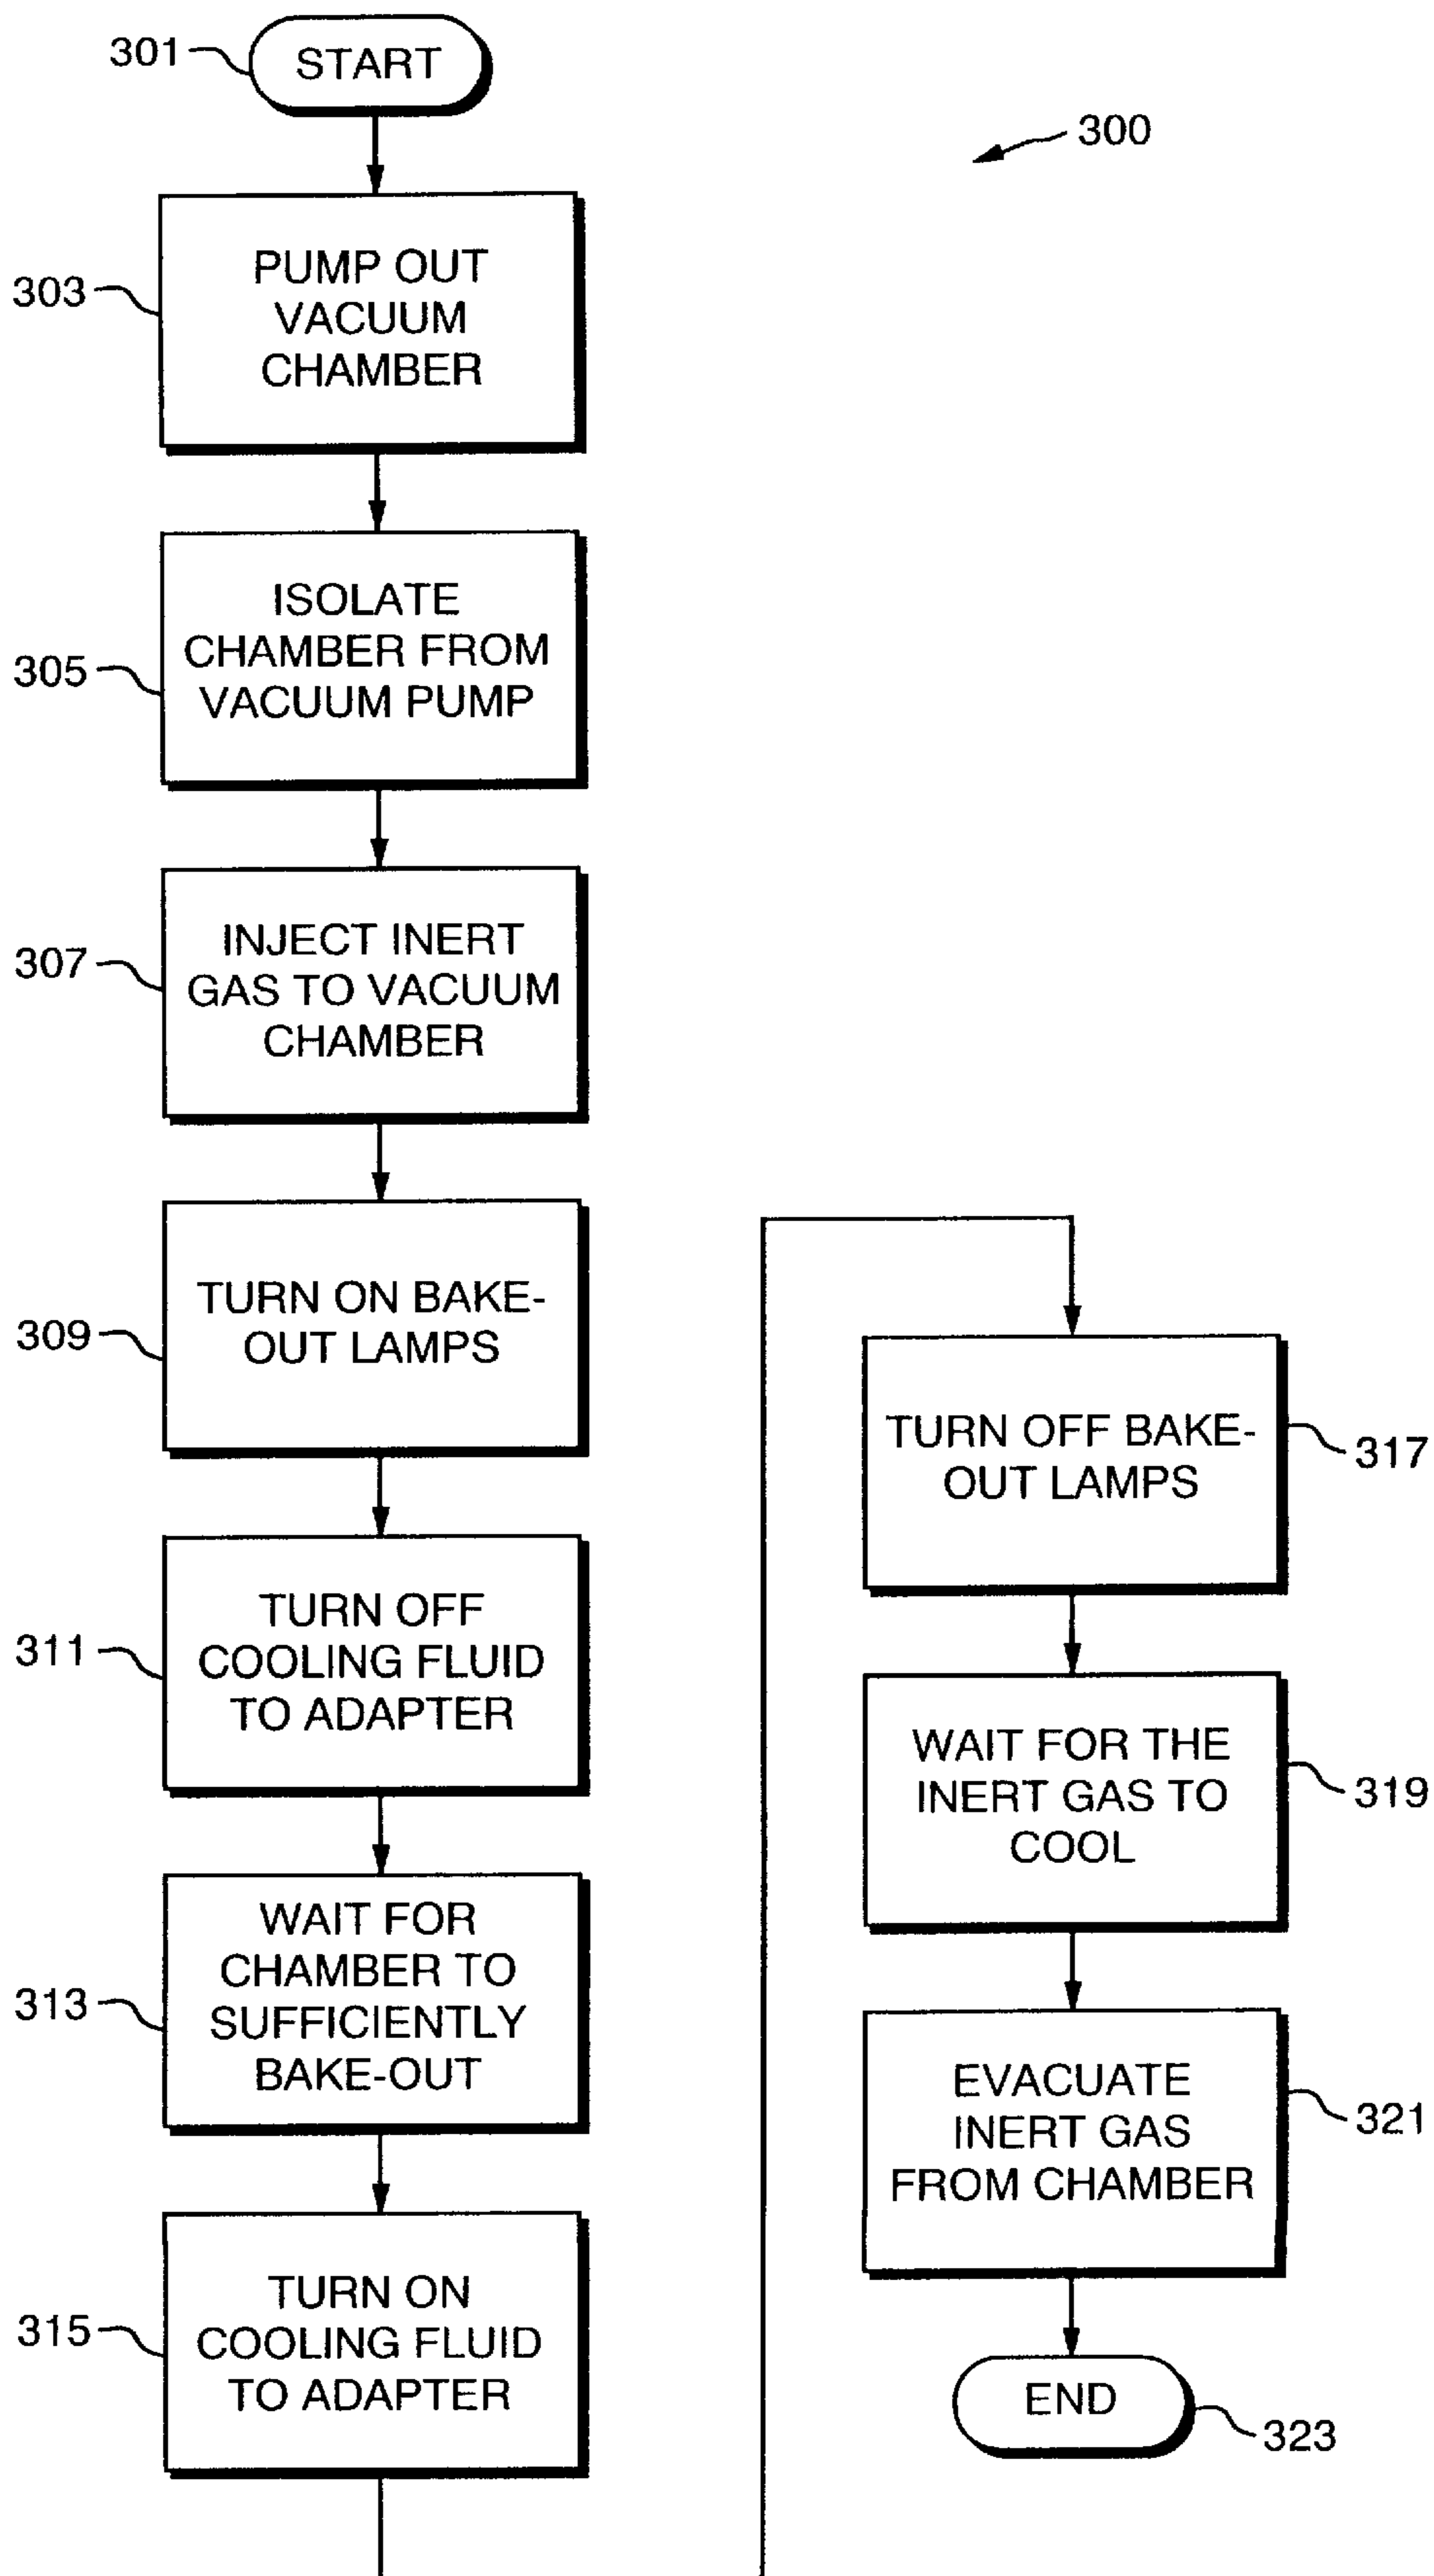 301
START
300
303
PUMP OUT
VACUUM
CHAMBER
305
ISOLATE
CHAMBER FROM
VACUUM PUMP
307
INJECT INERT
GAS TO VACUUM
CHAMBER
309
TURN ON BAKE-
OUT LAMPS
311
TURN OFF
COOLING FLUID
TO ADAPTER
313
WAIT FOR
CHAMBER TO
SUFFICIENTLY
BAKE-OUT
315
TURN ON
COOLING FLUID
TO ADAPTER
TURN OFF BAKE-
OUT LAMPS
317
WAIT FOR THE
INERT GAS TO
COOL
319
EVACUATE
INERT GAS
FROM CHAMBER
321
END
323